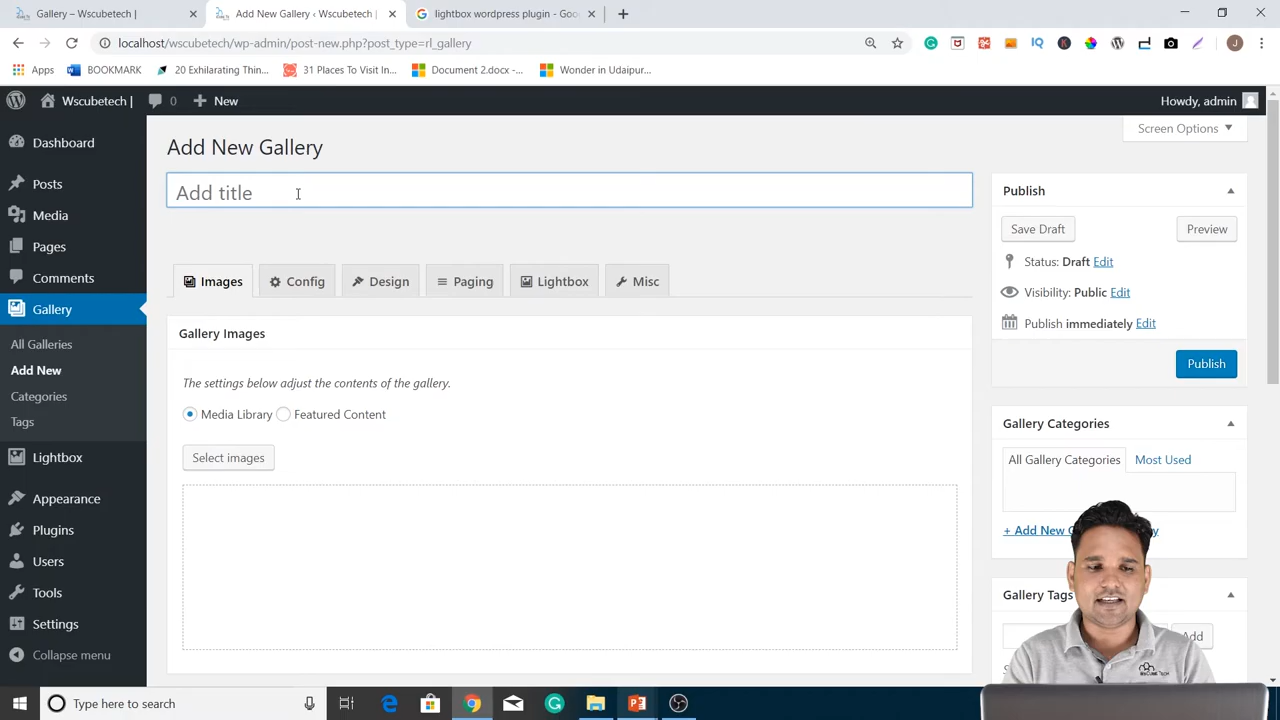 Gallery – Wscubetech |
Add New Gallery ‹ Wscubetech |
lightbox wordpress plugin - Goo
localhost/wscubetech/wp-admin/post-new.php?post_type=rl_gallery
Apps
BOOKMARK
20 Exhilarating Thin...
31 Places To Visit In...
Document 2.docx -...
Wonder in Udaipur...
Wscubetech |
0
New
Howdy, admin
Screen Options
Dashboard
Posts
Media
Pages
Comments
Gallery
All Galleries
Add New
Categories
Tags
Lightbox
Appearance
Plugins
Users
Tools
Settings
Collapse menu
Add New Gallery
Add title
Images
Config
Design
Paging
Lightbox
Misc
Gallery Images
The settings below adjust the contents of the gallery.
Media Library
Featured Content
Select images
Publish
Save Draft
Preview
Status: Draft Edit
Visibility: Public Edit
Publish immediately Edit
Publish
Gallery Categories
All Gallery Categories
Most Used
+ Add New
Gallery Tags
Add
Type here to search